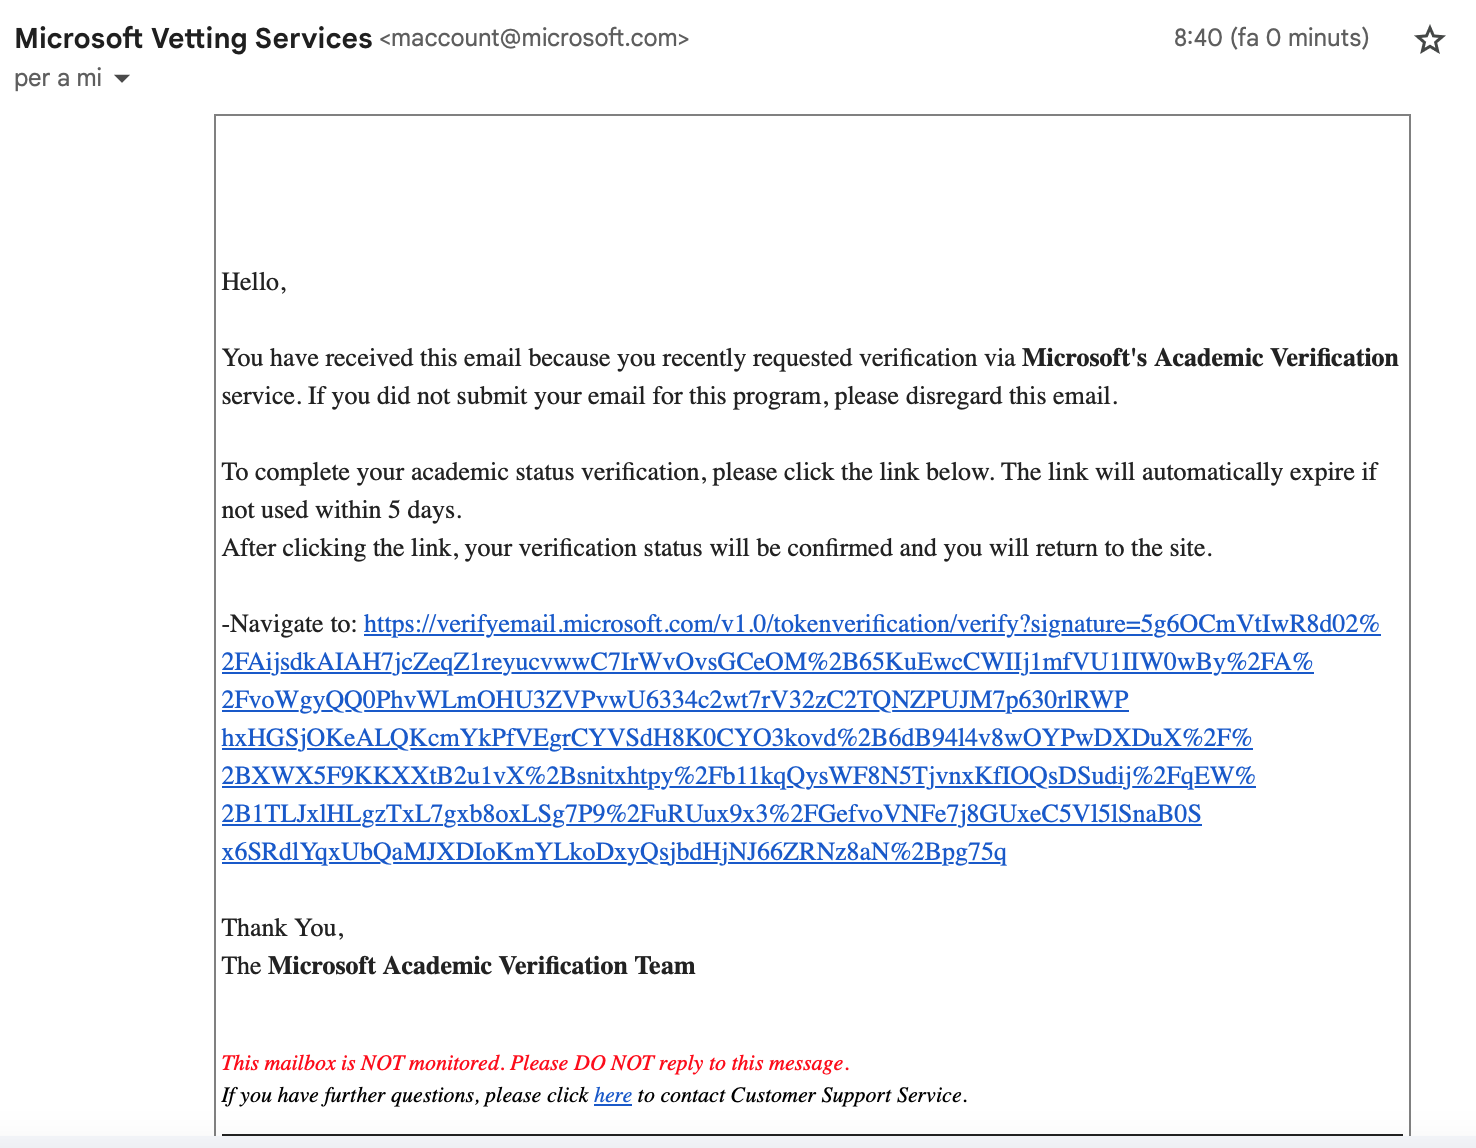 Microsoft Vetting Services <maccount@microsoft.com>
8:40 (fa 0 minuts)
per a mi
Hello,
You have received this email because you recently requested verification via Microsoft's Academic Verification
service. If you did not submit your email for this program, please disregard this email.
To complete your academic status verification, please click the link below. The link will automatically expire if
not used within 5 days.
After clicking the link, your verification status will be confirmed and you will return to the site.
-Navigate to: https://verifyemail.microsoft.com/v1.0/tokenverification/verify?signature=5g6OCmVtIwR8d02%
2FAijsdkAIAH7jcZeqZ1reyucvwwC7IrWvOvsGCeOM%2B65KuEwcCWIIj1mfVU1IIW0wBy%2FA%
2FvoWgyQQ0PhvWLmOHU3ZVPvwU6334c2wt7rV32zC2TQNZPUJM7p630rlRWP
hxHGSjOKeALQKcmYkPfVEgrCYVSdH8K0CYO3kovd%2B6dB94l4v8wOYPwDXDuX%2F%
2BXWX5F9KKXXtB2u1vX%2Bsnitxhtpy%2Fb11kqQysWF8N5TjvnxKfIOQsDSudij%2FqEW%
2B1TLJxlHLgzTxL7gxb8oxLSg7P9%2FuRUux9x3%2FGefvoVNFe7j8GUxeC5Vl5lSnaB0S
x6SRdlYqxUbQaMJXDIoKmYLkoDxyQsjbdHjNJ66ZRNz8aN%2Bpg75q
Thank You,
The Microsoft Academic Verification Team
This mailbox is NOT monitored. Please DO NOT reply to this message.
If you have further questions, please click here to contact Customer Support Service.